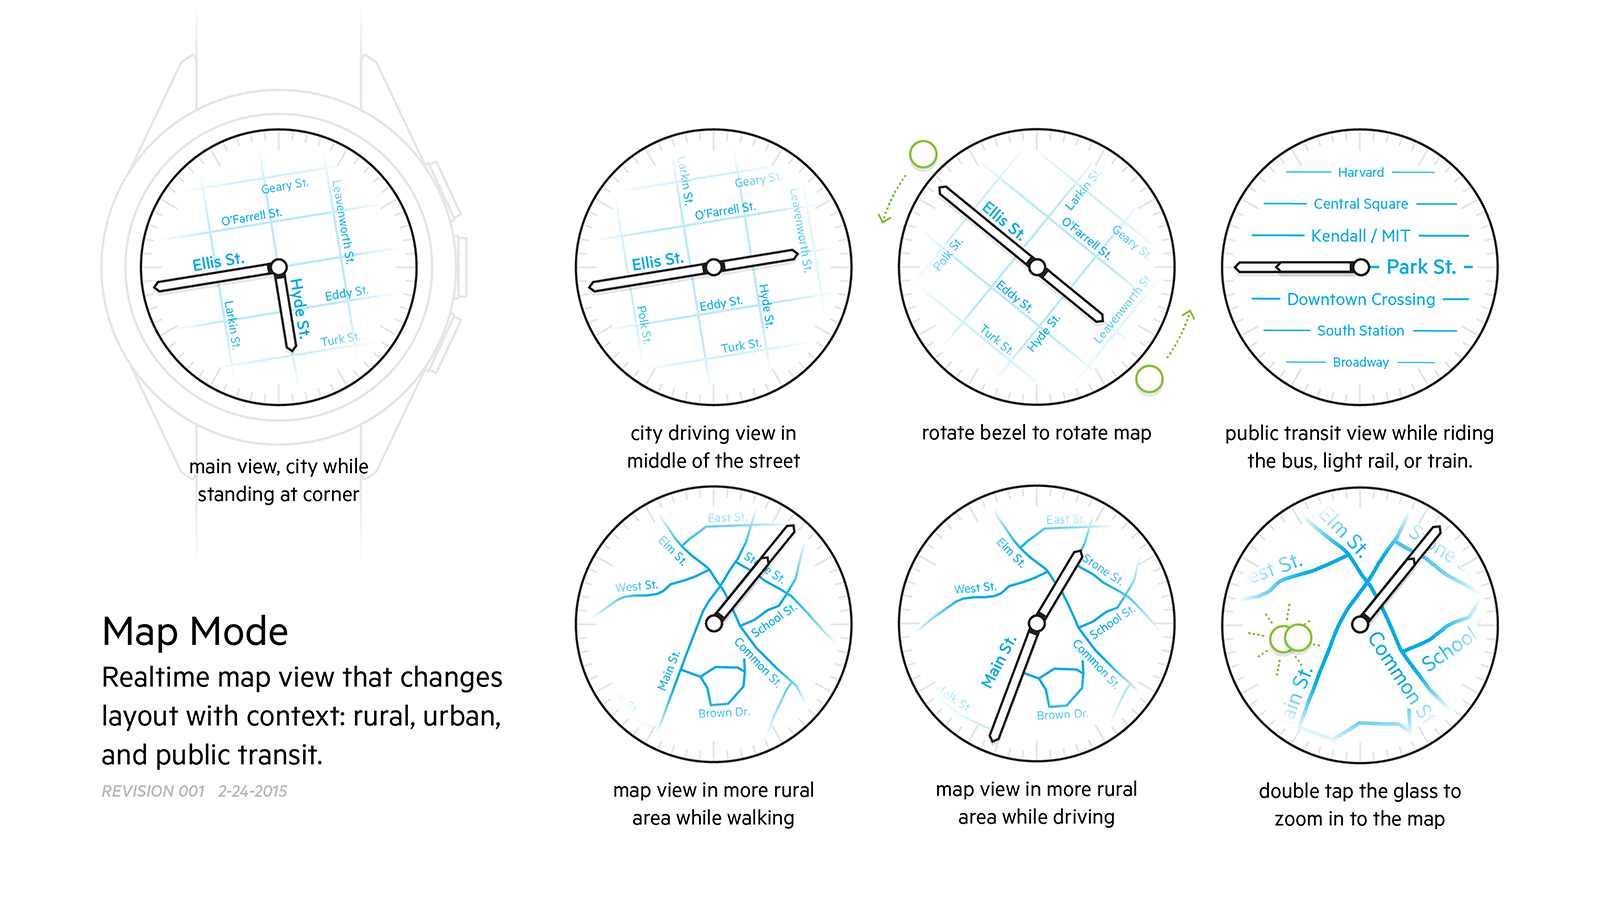 Geary St.
Leavenworth St.
O'Farrell St.
Ellis St.
Hyde St.
Eddy St.
Larkin St.
Turk St.
main view, city while
standing at corner
Larkin St.
Geary St.
Leavenworth St.
O'Farrell St.
Ellis St.
Eddy St.
Hyde St.
Polk St.
Turk St.
city driving view in
middle of the street
Larkin St.
Ellis St.
O'Farrell St.
Geary St.
Polk St.
Eddy St.
Leavenworth St.
Hyde St.
Turk St.
rotate bezel to rotate map
Harvard
Central Square
Kendall / MIT
Park St.
Downtown Crossing
South Station
Broadway
public transit view while riding
the bus, light rail, or train.
Map Mode
Realtime map view that changes
layout with context: rural, urban,
and public transit.
REVISION 001 2-24-2015
East St.
Elm St.
West St.
School St.
Common St.
Main St.
Brown Dr.
map view in more rural
area while walking
East St.
Elm St.
Stone St.
West St.
School St.
Common St.
Main St.
Brown Dr.
map view in more rural
area while driving
Elm St.
est St.
School
Common St
ain St.
double tap the glass to
zoom in to the map